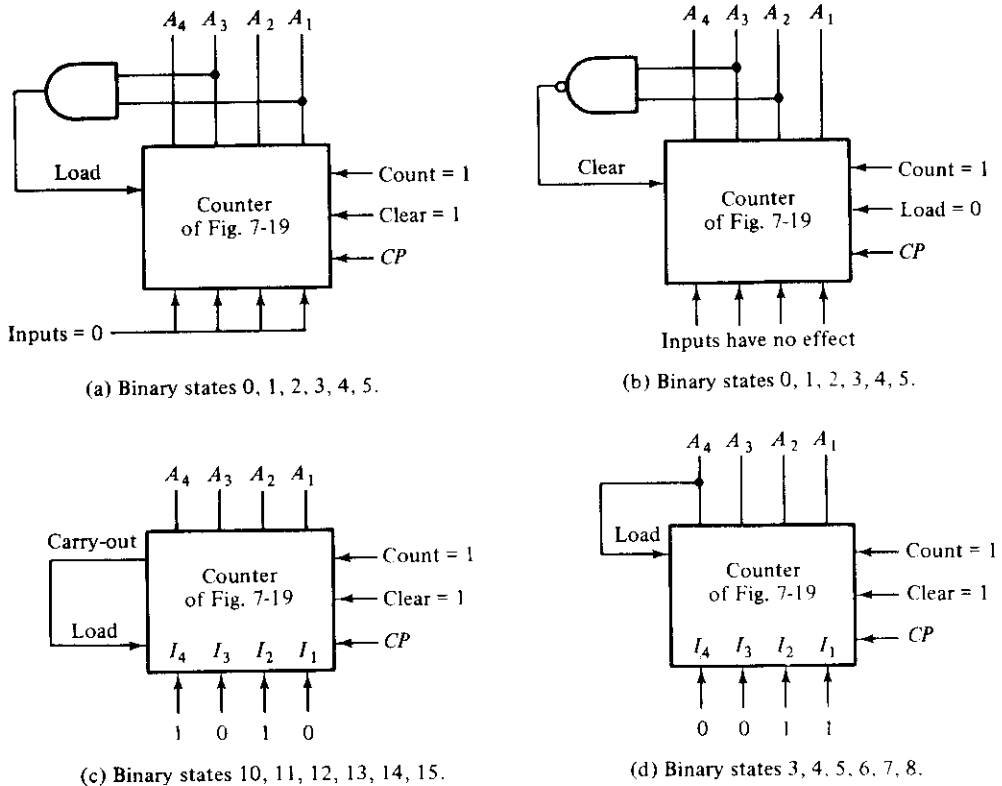 A4 A3 A2 A1
Load
Counter
of Fig. 7-19
Count = 1
Clear = 1
CP
Inputs = 0
(a) Binary states 0, 1, 2, 3, 4, 5.
A4 A3 A2 A1
Clear
Counter
of Fig. 7-19
Count = 1
Load = 0
CP
Inputs have no effect
(b) Binary states 0, 1, 2, 3, 4, 5.
A4 A3 A2 A1
Carry-out
Load
Counter
of Fig. 7-19
Count = 1
Clear = 1
CP
I4 I3 I2 I1
1 0 1 0
(c) Binary states 10, 11, 12, 13, 14, 15.
A4 A3 A2 A1
Load
Counter
of Fig. 7-19
Count = 1
Clear = 1
CP
I4 I3 I2 I1
0 0 1 1
(d) Binary states 3, 4, 5, 6, 7, 8.